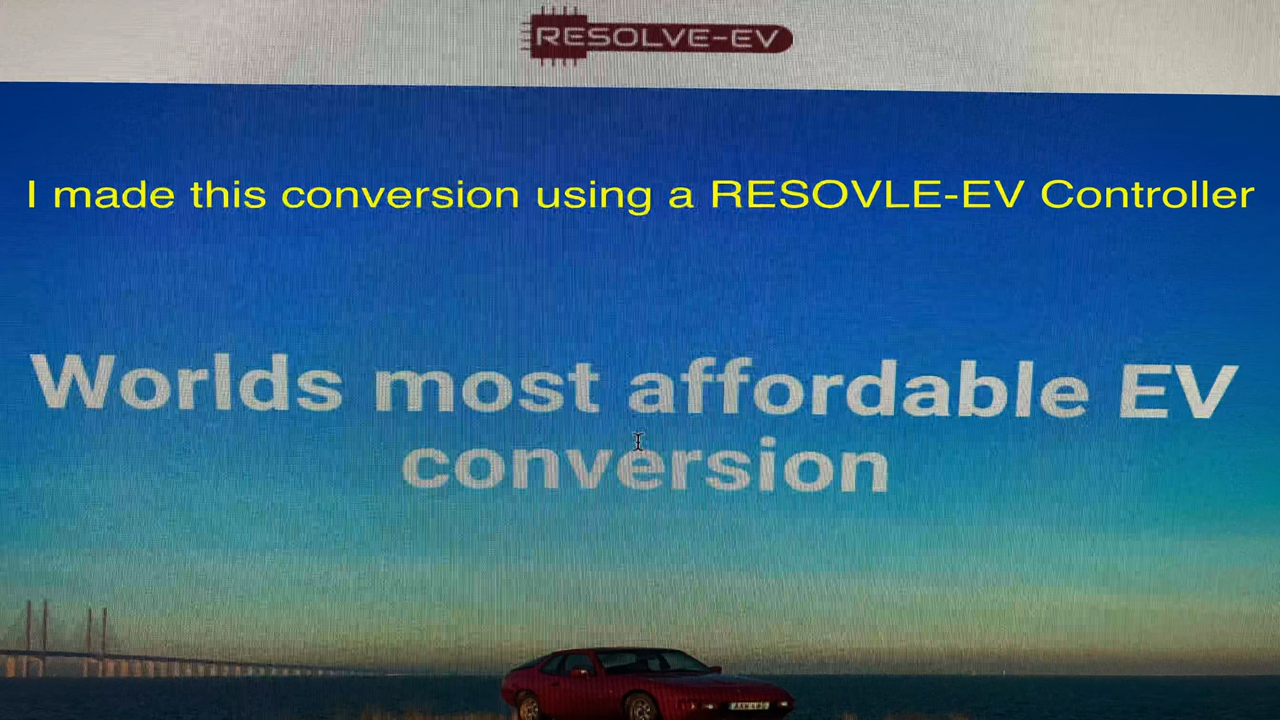 RESOLVE-EV
I made this conversion using a RESOVLE-EV Controller
Worlds most affordable EV
conversion